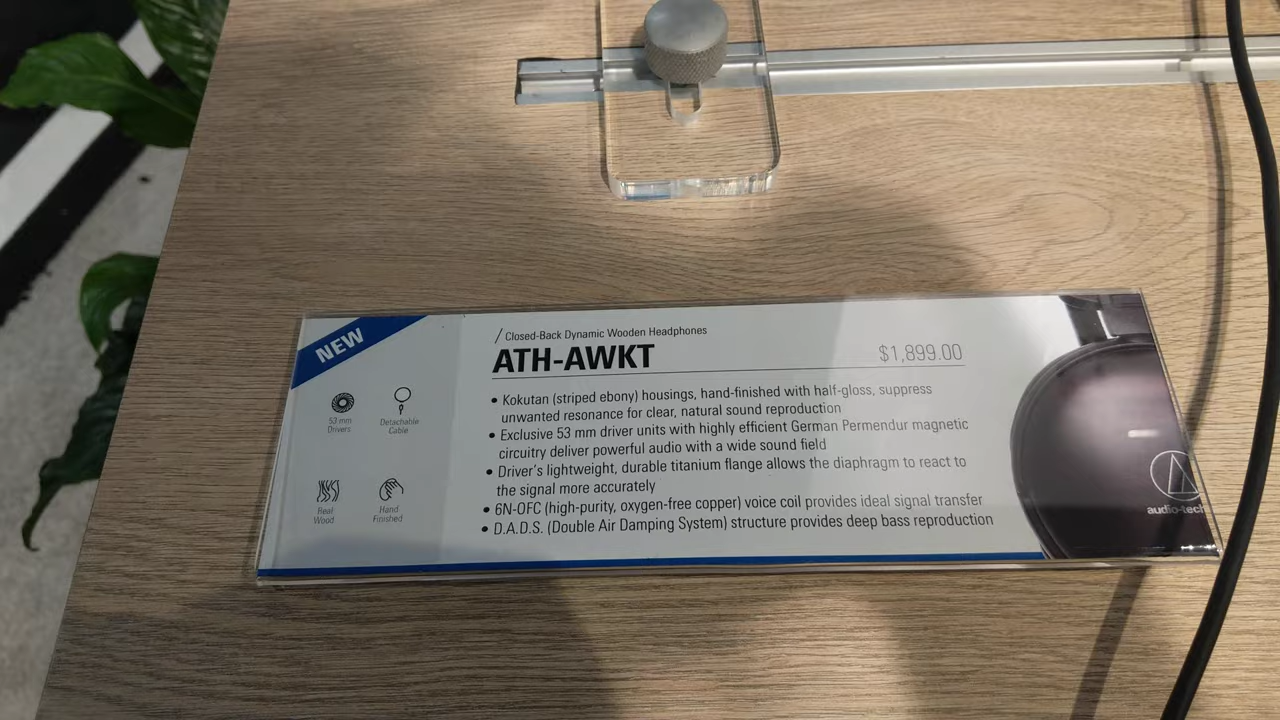 NEW
53 mm
Drivers
Detachable
Cable
Real
Wood
Hand
Finished
Closed-Back Dynamic Wooden Headphones
ATH-AWKT
$1,899.00
• Kokutan (striped ebony) housings, hand-finished with half-gloss, suppress
unwanted resonance for clear, natural sound reproduction
• Exclusive 53 mm driver units with highly efficient German Permendur magnetic
circuitry deliver powerful audio with a wide sound field
• Driver's lightweight, durable titanium flange allows the diaphragm to react to
the signal more accurately
• 6N-OFC (high-purity, oxygen-free copper) voice coil provides ideal signal transfer
• D.A.D.S. (Double Air Damping System) structure provides deep bass reproduction
audio-tech